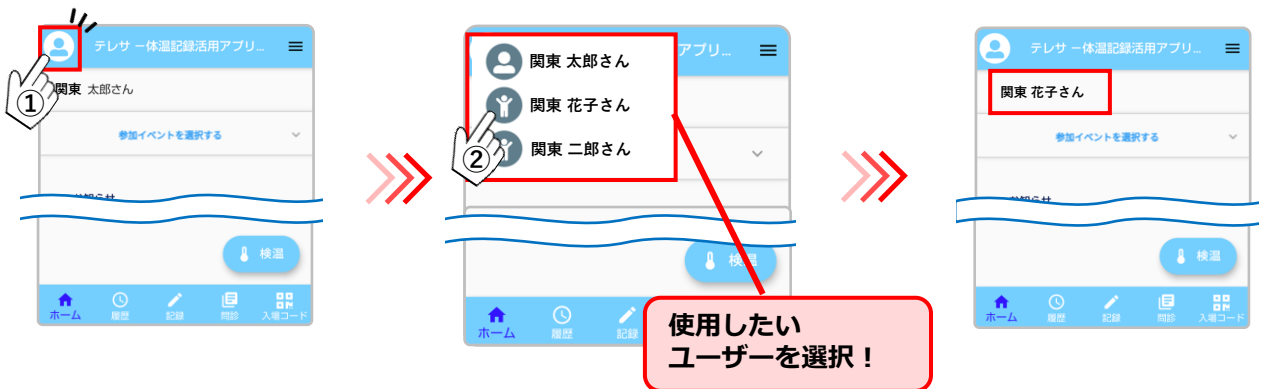 テレサ ー体温記録活用アプリ...
①
関東 太郎さん
参加イベントを選択する
検温
ホーム
履歴
記録
問診
入場コード
関東 太郎さん
アプリ...
関東 花子さん
②
関東 二郎さん
検温
ホーム
履歴
記録
使用したい
ユーザーを選択！
テレサ ー体温記録活用アプリ...
関東 花子さん
参加イベントを選択する
検温
ホーム
履歴
記録
問診
入場コード